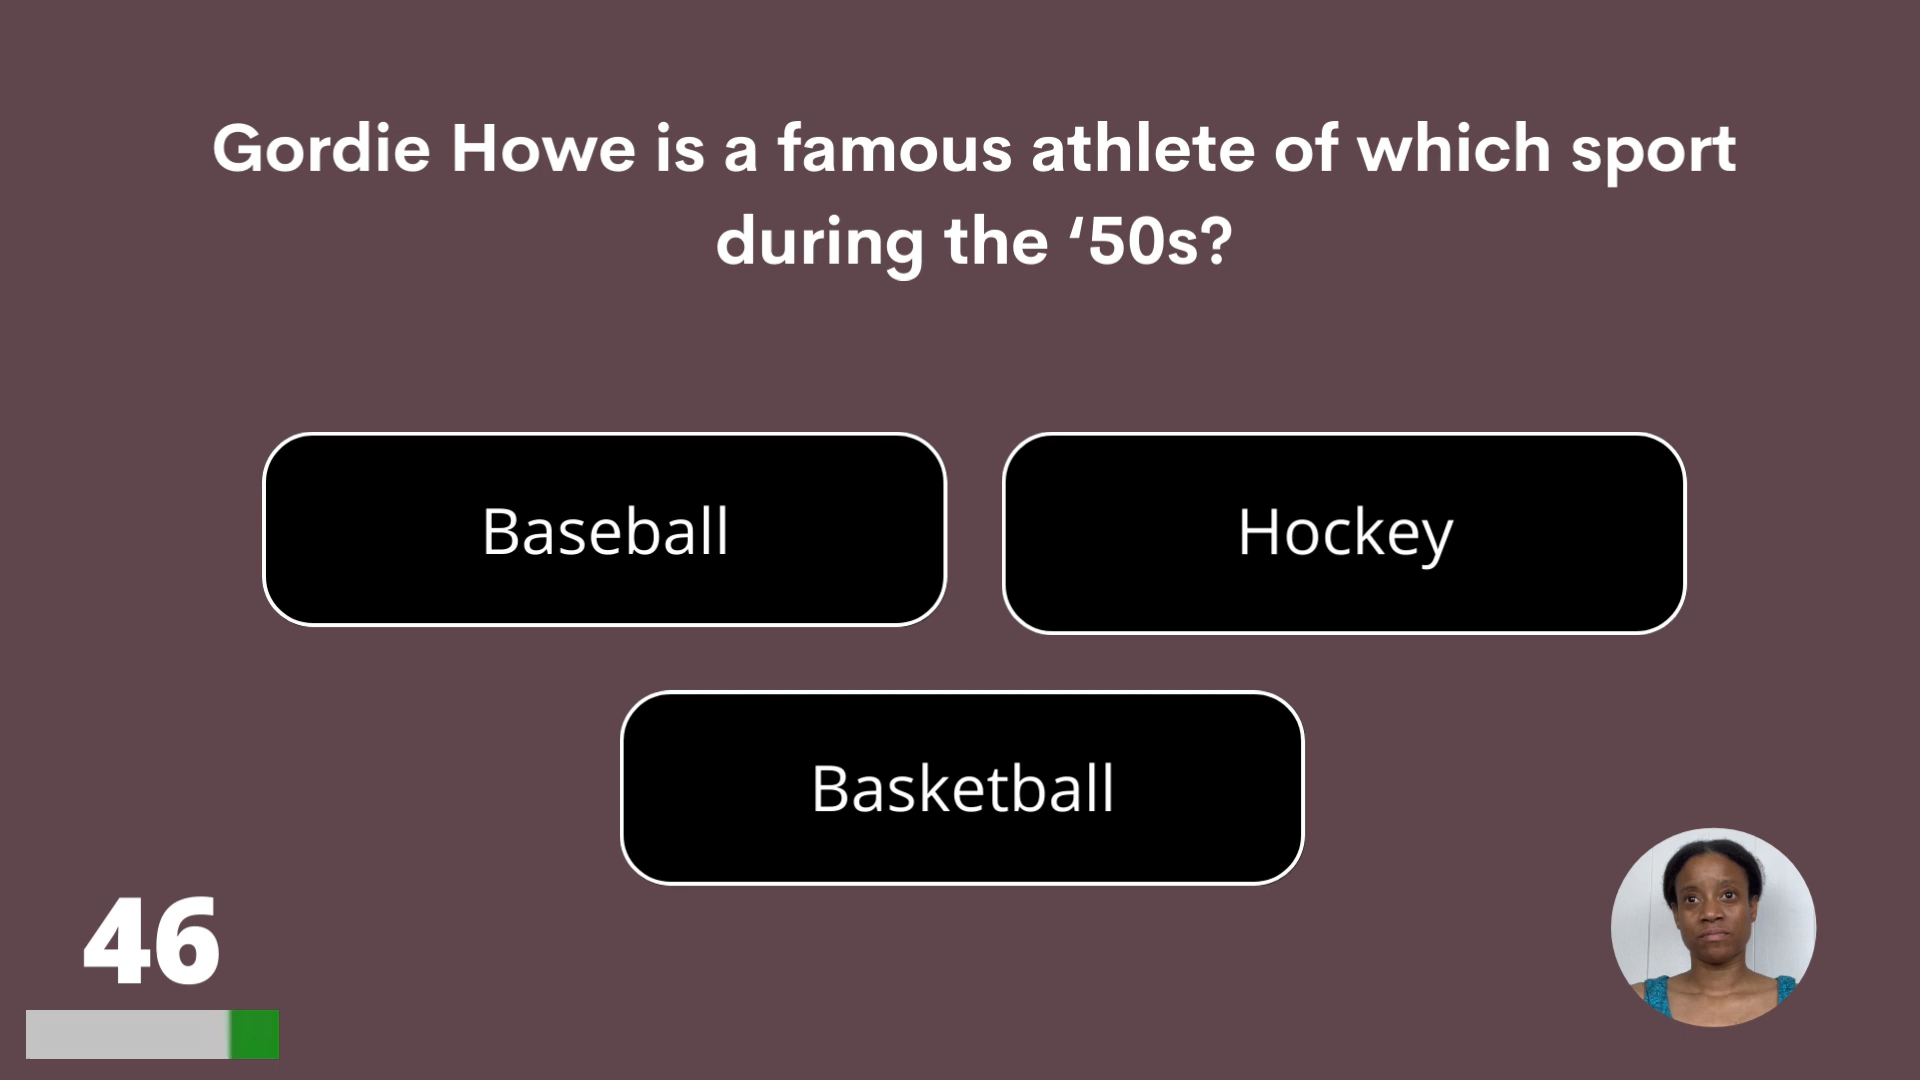 Gordie Howe is a famous athlete of which sport
during the ‘50s?
Baseball
Hockey
Basketball
46